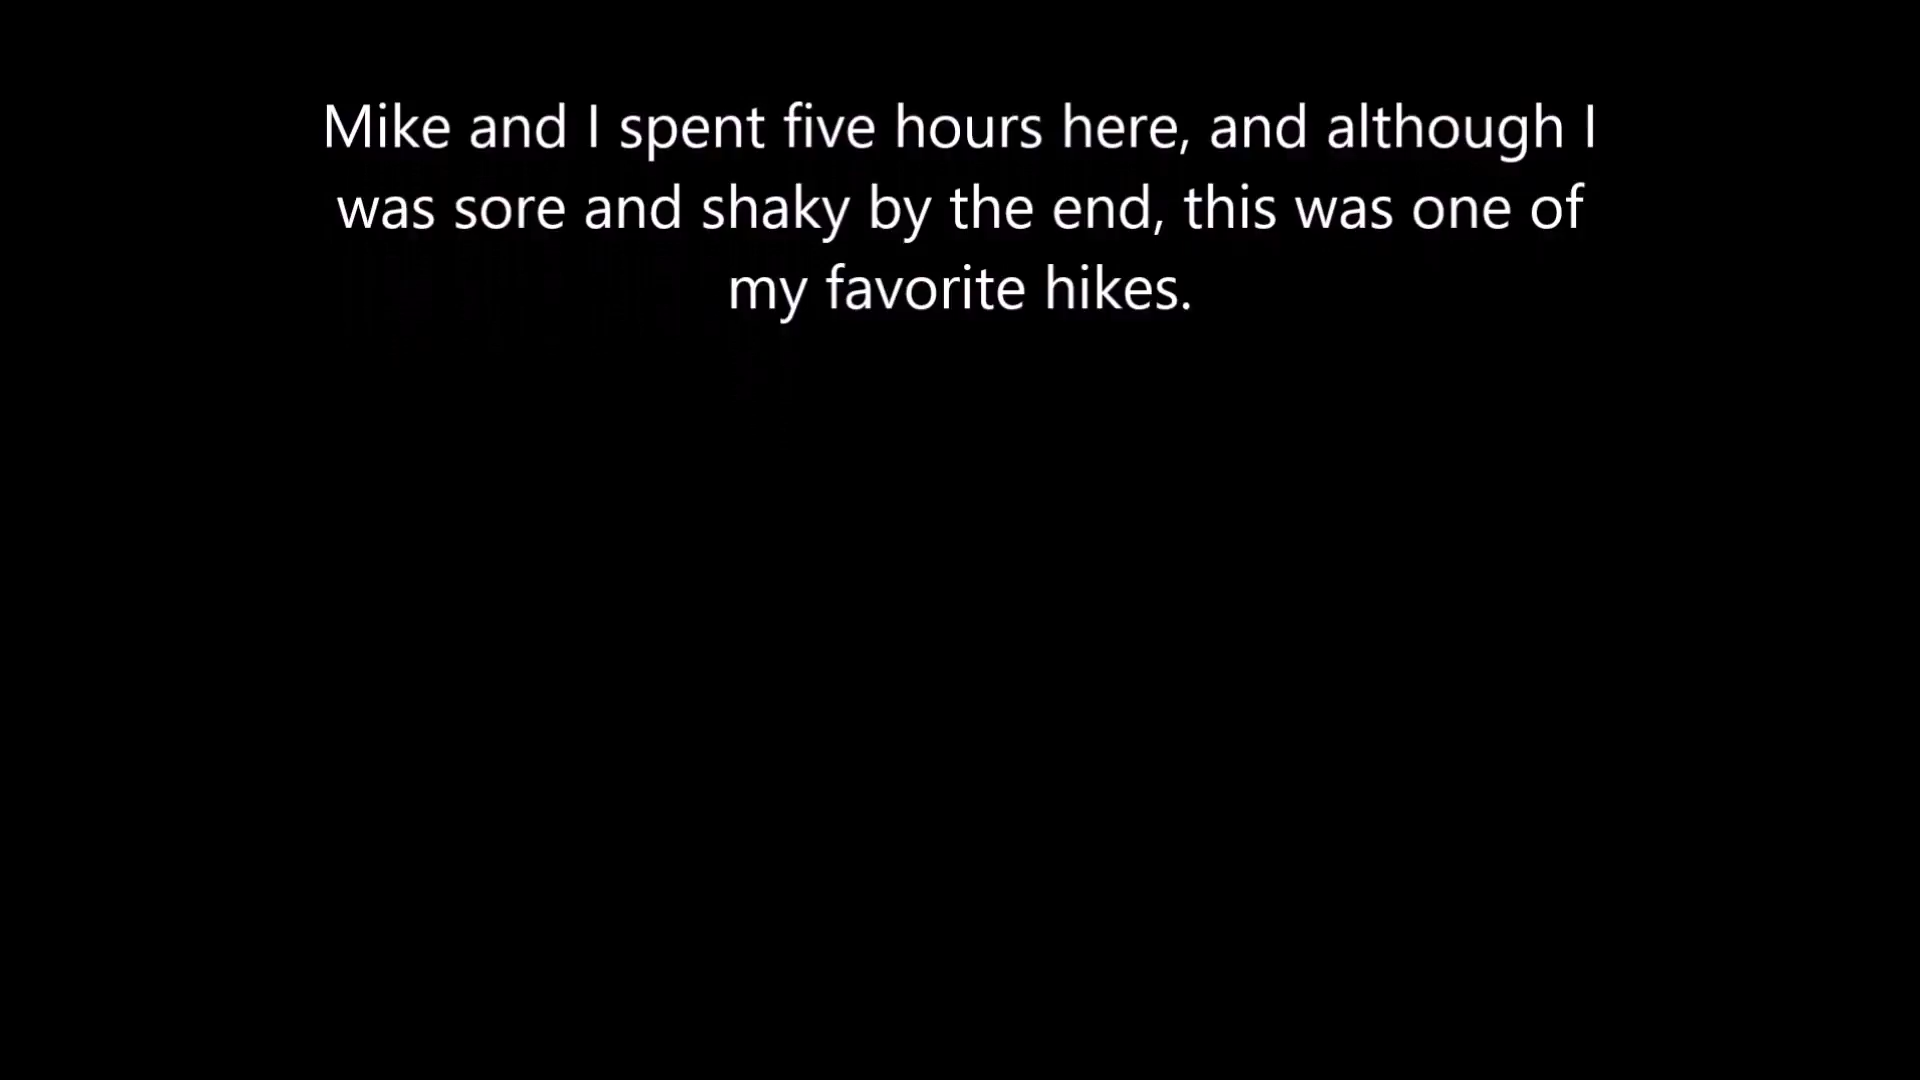 Mike and I spent five hours here, and although I
was sore and shaky by the end, this was one of
my favorite hikes.